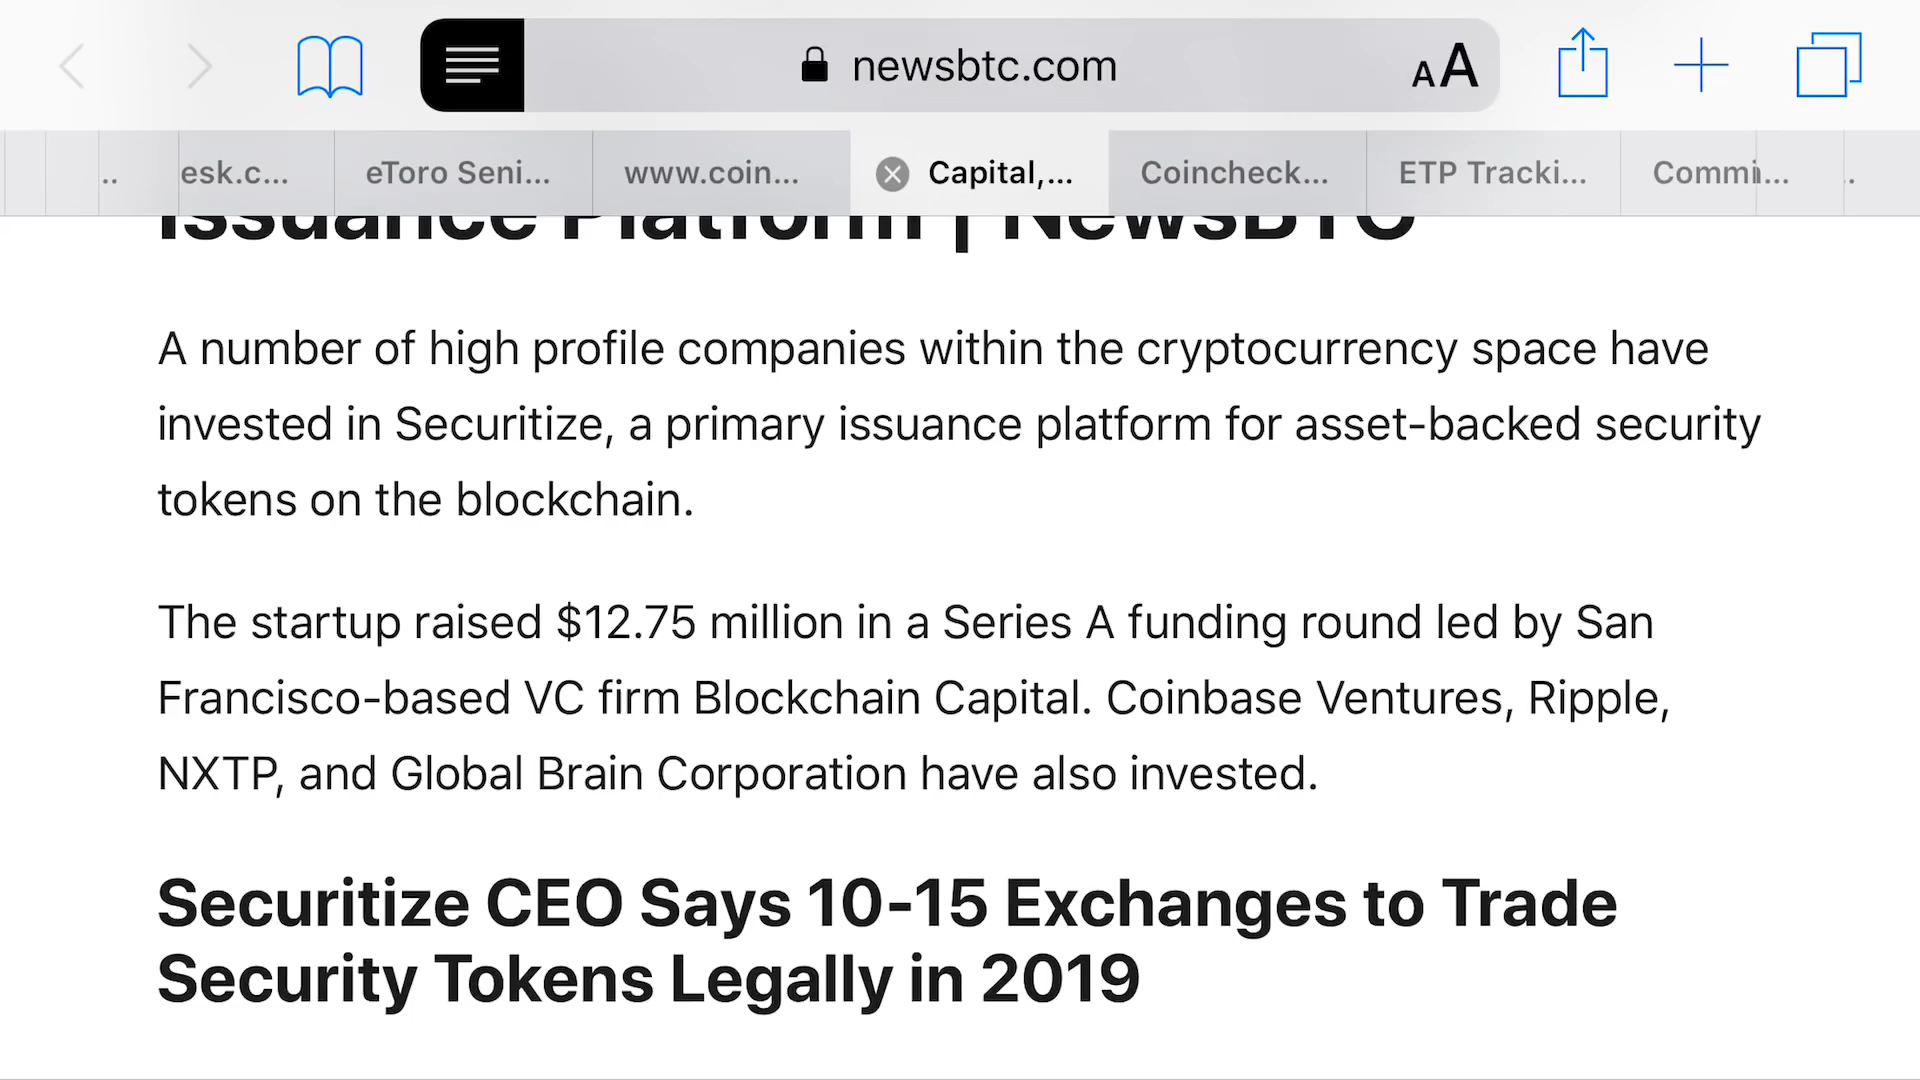 newsbtc.com
AA
..
esk.c...
eToro Seni...
www.coin...
Capital,...
Coincheck...
ETP Tracki...
Commi...
..
Issuance Platform | NewsBTC
A number of high profile companies within the cryptocurrency space have
invested in Securitize, a primary issuance platform for asset-backed security
tokens on the blockchain.
The startup raised $12.75 million in a Series A funding round led by San
Francisco-based VC firm Blockchain Capital. Coinbase Ventures, Ripple,
NXTP, and Global Brain Corporation have also invested.
Securitize CEO Says 10-15 Exchanges to Trade
Security Tokens Legally in 2019